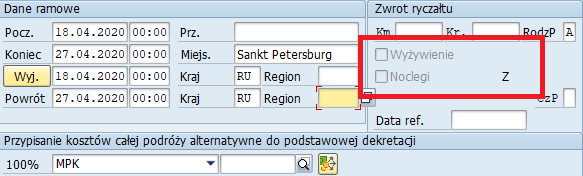 Dane ramowe Zwrot ryczałtu
Pocz. 18.04.2020 00:00 Prz. Km Kr. RodzP A
Koniec 27.04.2020 00:00 Miejs. Sankt Petersburg Wyżywienie
Wyj. 18.04.2020 00:00 Kraj RU Region Noclegi Z
Powrót 27.04.2020 00:00 Kraj RU Region CzP
Data ref.
Przypisanie kosztów całej podróży alternatywne do podstawowej dekretacji
100% MPK